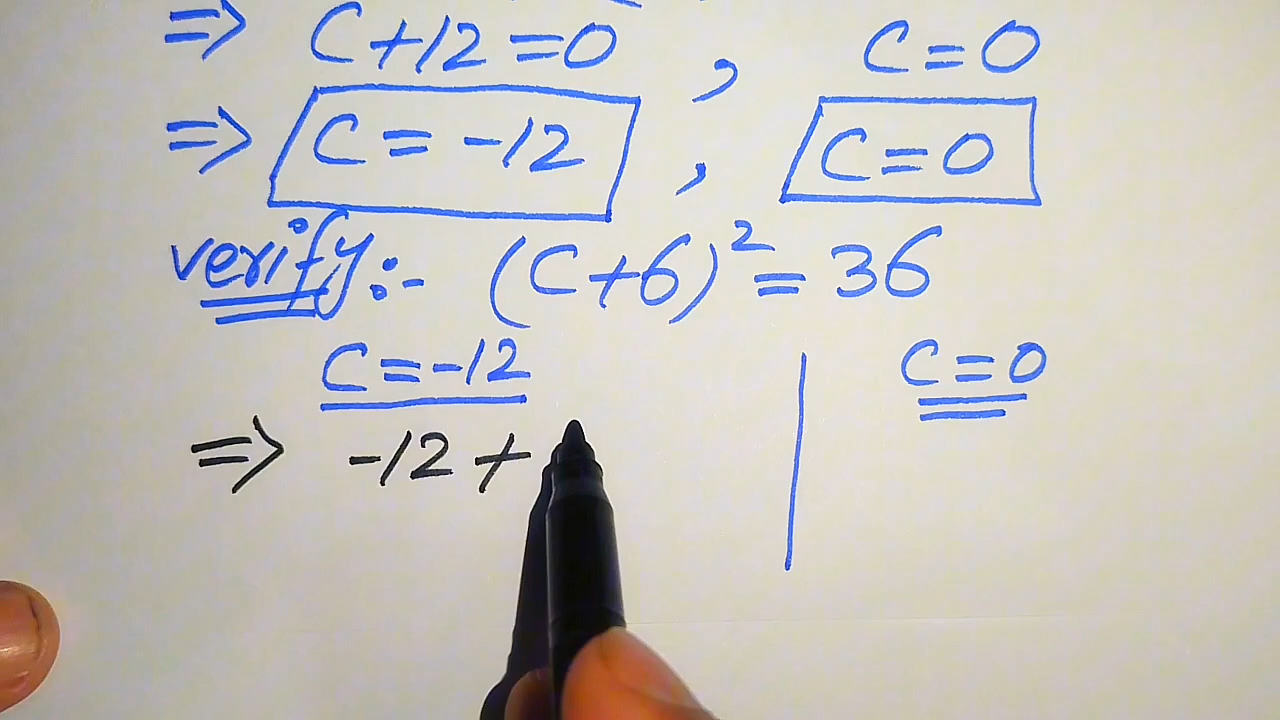 => C+12=0 , C=0
=> C=-12 , C=0
verify:- (C+6)²=36
C=-12 C=0
=> -12+